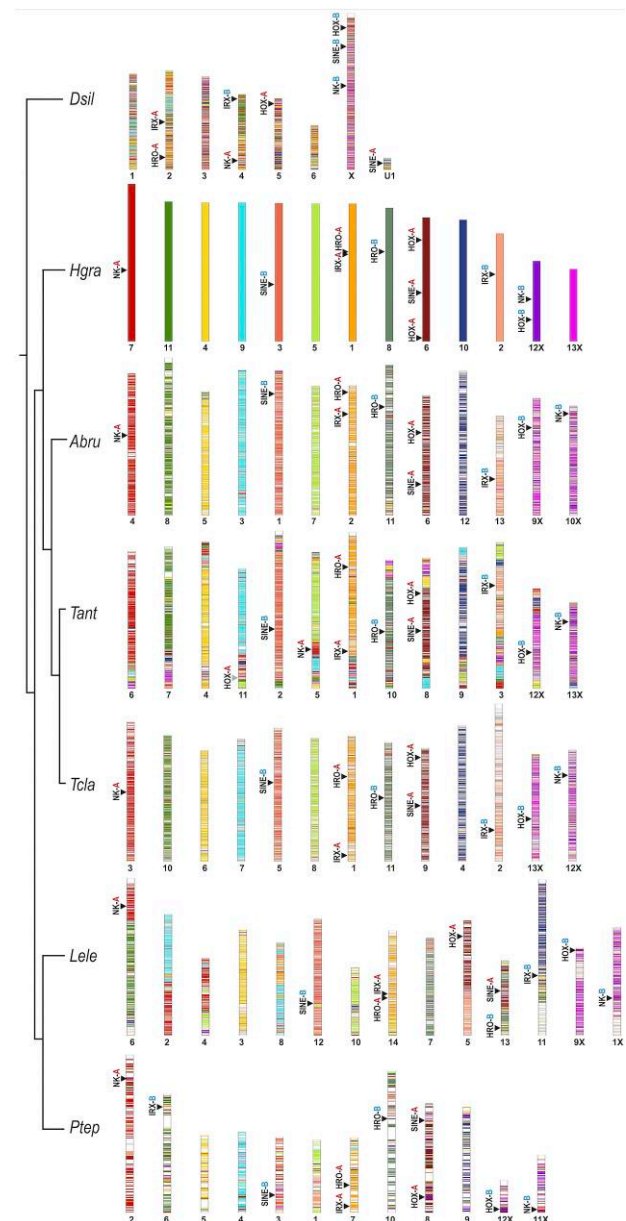 Dsil
IRX-A
HRO-A
IRX-B
NK-A
HOX-A
HOX-B
SINE-B
NK-B
SINE-A
1 2 3 4 5 6 X U1
Hgra
NK-A
SINE-B
HRO-A
IRX-A
HRO-B
HOX-A
SINE-A
HOX-A
IRX-B
NK-B
HOX-B
7 11 4 9 3 5 1 8 6 10 2 12X 13X
Abru
NK-A
SINE-B
HRO-A
IRX-A
HRO-B
HOX-A
SINE-A
IRX-B
HOX-B
NK-B
4 8 5 3 1 7 2 11 6 12 13 9X 10X
Tant
HOX-A
SINE-B
NK-A
HRO-A
IRX-A
HRO-B
HOX-A
SINE-A
IRX-B
HOX-B
NK-B
6 7 4 11 2 5 1 10 8 9 3 12X 13X
Tcla
NK-A
SINE-B
HRO-A
IRX-A
HRO-B
HOX-A
SINE-A
IRX-B
HOX-B
NK-B
3 10 6 7 5 8 1 11 9 4 2 13X 12X
Lele
NK-A
SINE-B
IRX-A
HRO-A
HOX-A
SINE-A
HRO-B
IRX-B
HOX-B
NK-B
6 2 4 3 8 12 10 14 7 5 13 11 9X 1X
Ptep
NK-A
IRX-B
SINE-B
HRO-A
IRX-A
HRO-B
SINE-A
HOX-A
HOX-B
NK-B
2 6 5 4 3 1 7 10 8 9 12X 11X